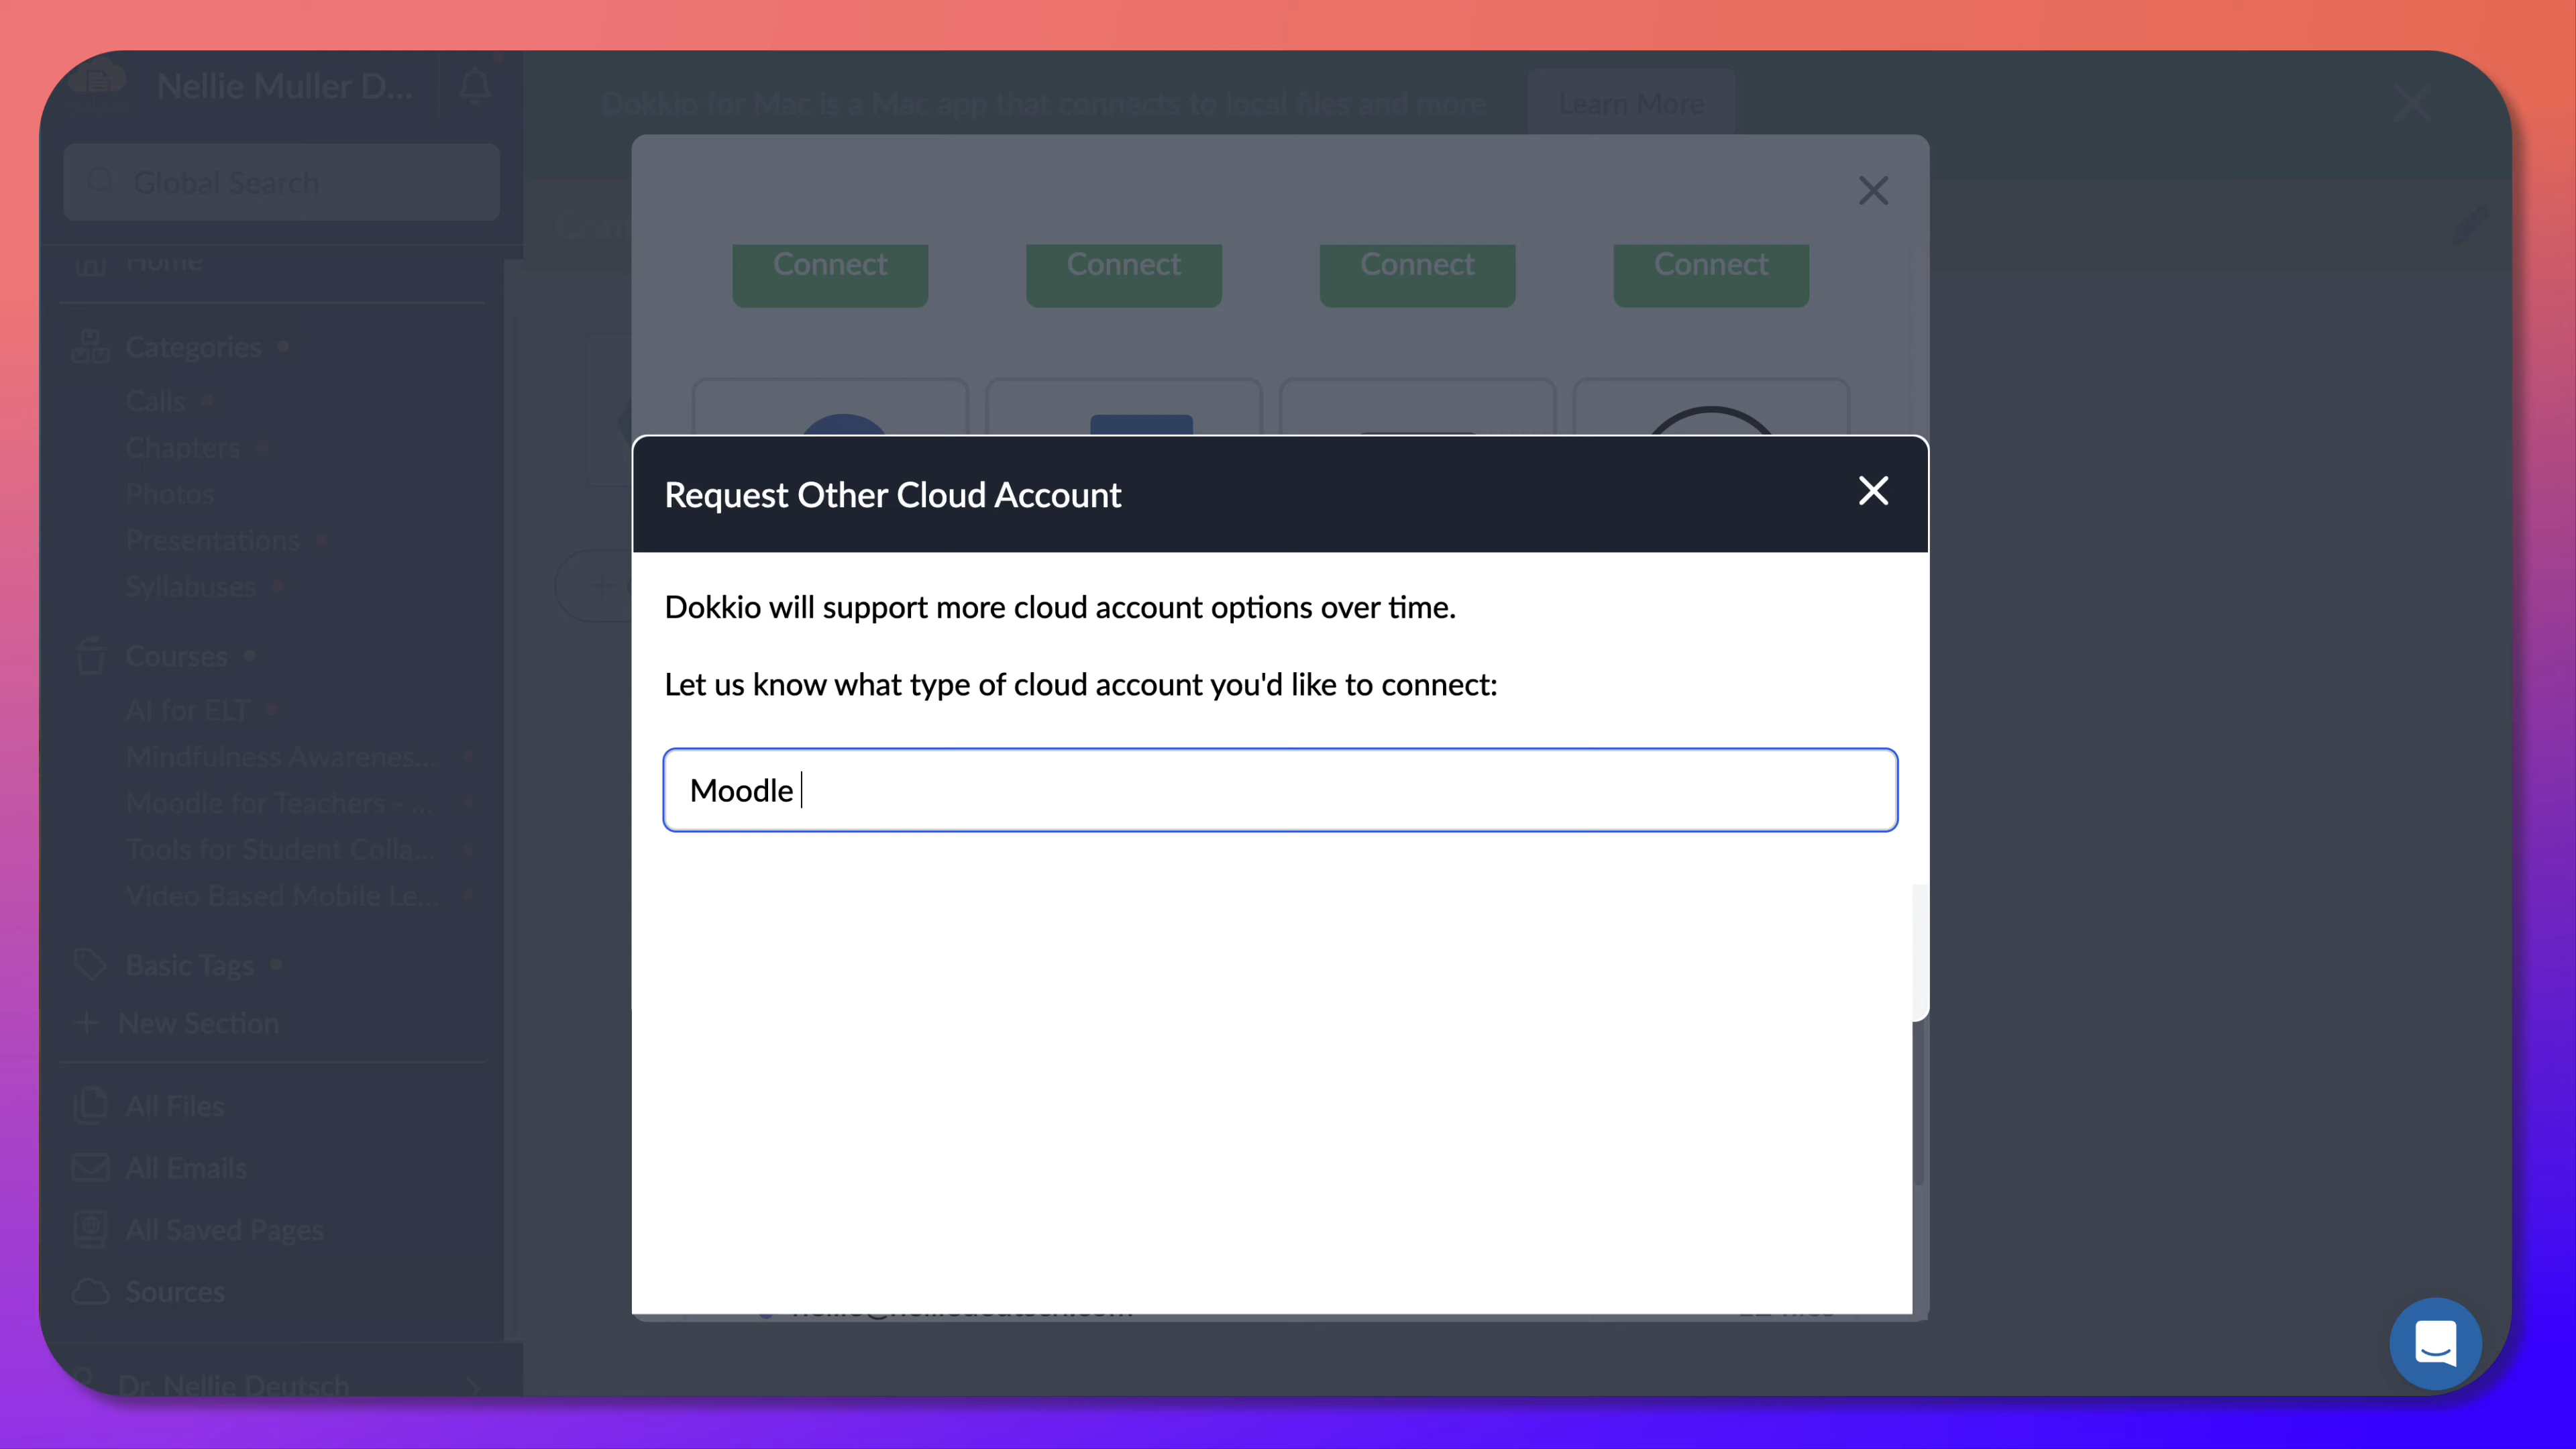 Nellie Muller D...
Dokkio for Mac is a Mac app that connects to local files and more
Learn More
Global Search
Home
Connect
Connect
Connect
Connect
Categories
Calls
Chapters
Photos
Presentations
Syllabuses
Courses
AI for ELT
Mindfulness Awarenes...
Moodle for Teachers - ...
Tools for Student Colla...
Video Based Mobile Le...
Basic Tags
+ New Section
All Files
All Emails
All Saved Pages
Sources
Dr. Nellie Deutsch
Request Other Cloud Account
Dokkio will support more cloud account options over time.
Let us know what type of cloud account you'd like to connect:
Moodle